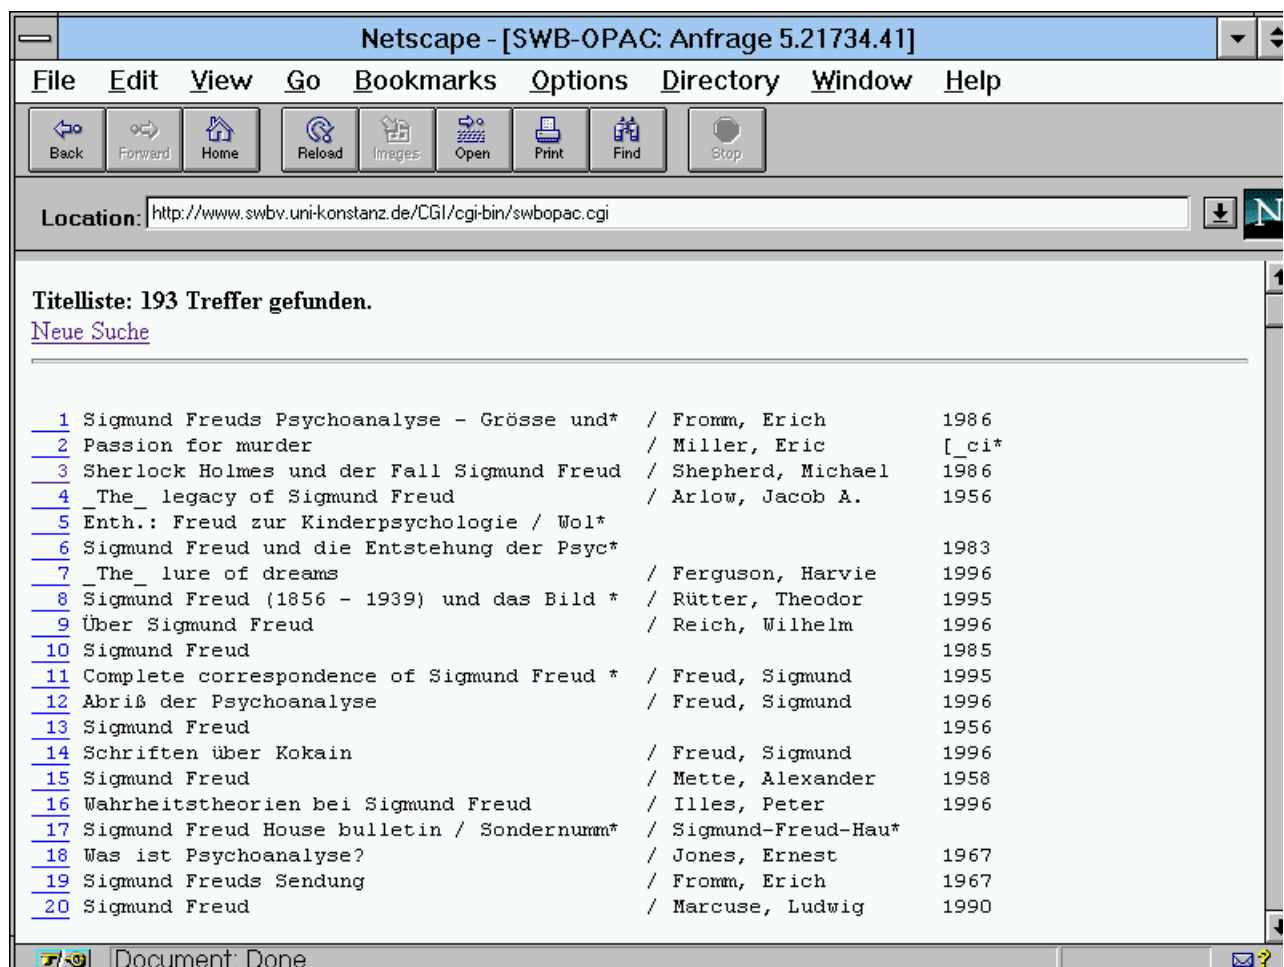 Netscape - [SWB-OPAC: Anfrage 5.21734.41]
File Edit View Go Bookmarks Options Directory Window Help
Back Forward Home Reload Images Open Print Find Stop
Location: http://www.swbv.uni-konstanz.de/CGI/cgi-bin/swbopac.cgi N
Titelliste: 193 Treffer gefunden.
Neue Suche
1 Sigmund Freuds Psychoanalyse - Grösse und* / Fromm, Erich 1986
2 Passion for murder / Miller, Eric [_ci*
3 Sherlock Holmes und der Fall Sigmund Freud / Shepherd, Michael 1986
4 _The_ legacy of Sigmund Freud / Arlow, Jacob A. 1956
5 Enth.: Freud zur Kinderpsychologie / Wol*
6 Sigmund Freud und die Entstehung der Psyc* 1983
7 _The_ lure of dreams / Ferguson, Harvie 1996
8 Sigmund Freud (1856 - 1939) und das Bild * / Rütter, Theodor 1995
9 Über Sigmund Freud / Reich, Wilhelm 1996
10 Sigmund Freud 1985
11 Complete correspondence of Sigmund Freud * / Freud, Sigmund 1995
12 Abriß der Psychoanalyse / Freud, Sigmund 1996
13 Sigmund Freud 1956
14 Schriften über Kokain / Freud, Sigmund 1996
15 Sigmund Freud / Mette, Alexander 1958
16 Wahrheitstheorien bei Sigmund Freud / Illes, Peter 1996
17 Sigmund Freud House bulletin / Sondernumm* / Sigmund-Freud-Hau*
18 Was ist Psychoanalyse? / Jones, Ernest 1967
19 Sigmund Freuds Sendung / Fromm, Erich 1967
20 Sigmund Freud / Marcuse, Ludwig 1990
Document: Done ?